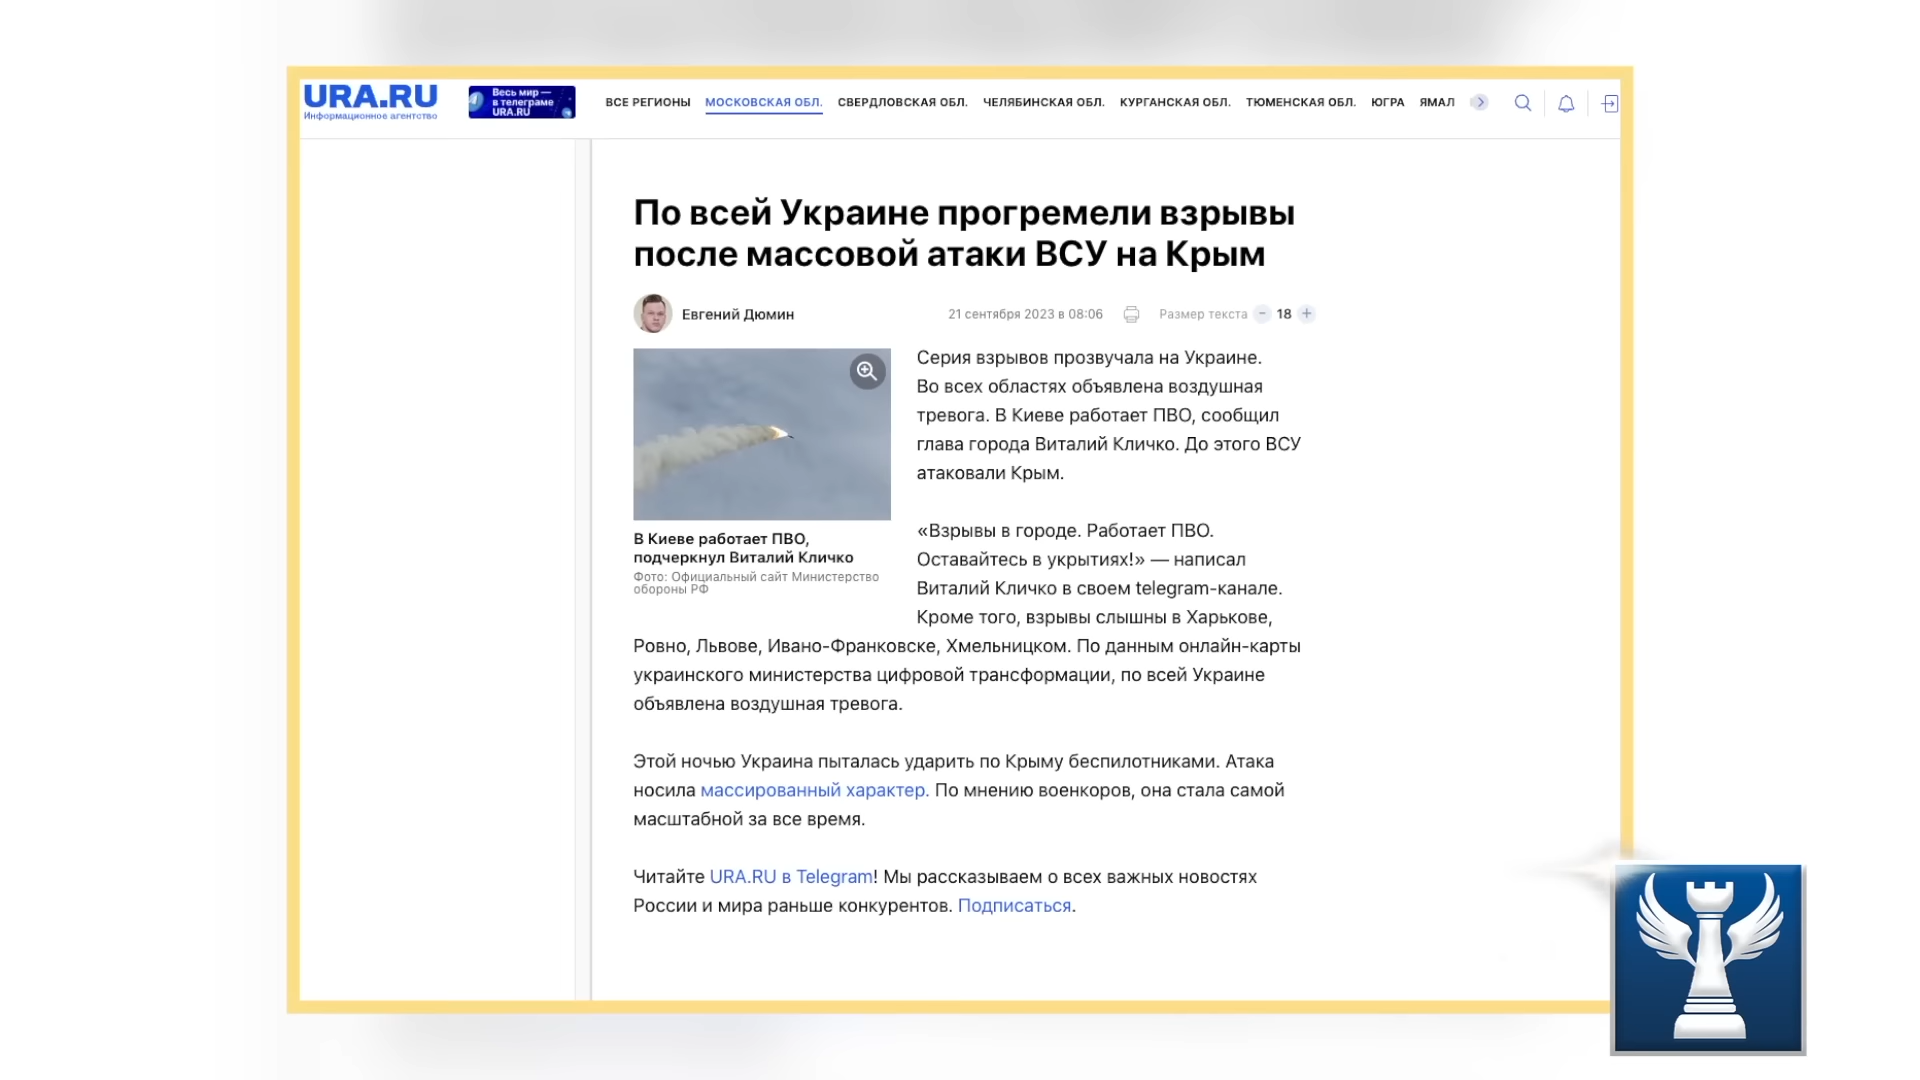 URA.RU
Информационное агентство
Весь мир —
в телеграме
URA.RU
ВСЕ РЕГИОНЫ МОСКОВСКАЯ ОБЛ. СВЕРДЛОВСКАЯ ОБЛ. ЧЕЛЯБИНСКАЯ ОБЛ. КУРГАНСКАЯ ОБЛ. ТЮМЕНСКАЯ ОБЛ. ЮГРА ЯМАЛ
По всей Украине прогремели взрывы
после массовой атаки ВСУ на Крым
Евгений Дюмин 21 сентября 2023 в 08:06 Размер текста - 18 +
В Киеве работает ПВО,
подчеркнул Виталий Кличко
Фото: Официальный сайт Министерство
обороны РФ
Серия взрывов прозвучала на Украине.
Во всех областях объявлена воздушная
тревога. В Киеве работает ПВО, сообщил
глава города Виталий Кличко. До этого ВСУ
атаковали Крым.
«Взрывы в городе. Работает ПВО.
Оставайтесь в укрытиях!» — написал
Виталий Кличко в своем telegram-канале.
Кроме того, взрывы слышны в Харькове,
Ровно, Львове, Ивано-Франковске, Хмельницком. По данным онлайн-карты
украинского министерства цифровой трансформации, по всей Украине
объявлена воздушная тревога.
Этой ночью Украина пыталась ударить по Крыму беспилотниками. Атака
носила массированный характер. По мнению военкоров, она стала самой
масштабной за все время.
Читайте URA.RU в Telegram! Мы рассказываем о всех важных новостях
России и мира раньше конкурентов. Подписаться.